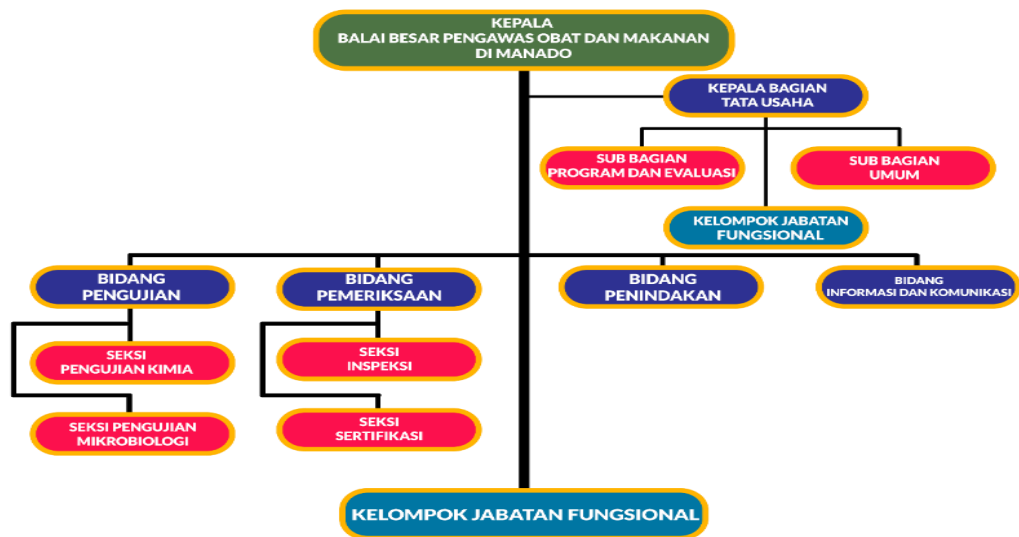 KEPALA
BALAI BESAR PENGAWAS OBAT DAN MAKANAN
DI MANADO
KEPALA BAGIAN
TATA USAHA
SUB BAGIAN
PROGRAM DAN EVALUASI
SUB BAGIAN
UMUM
KELOMPOK JABATAN
FUNGSIONAL
BIDANG
PENGUJIAN
BIDANG
PEMERIKSAAN
BIDANG
PENINDAKAN
BIDANG
INFORMASI DAN KOMUNIKASI
SEKSI
PENGUJIAN KIMIA
SEKSI
INSPEKSI
SEKSI PENGUJIAN
MIKROBIOLOGI
SEKSI
SERTIFIKASI
KELOMPOK JABATAN FUNGSIONAL